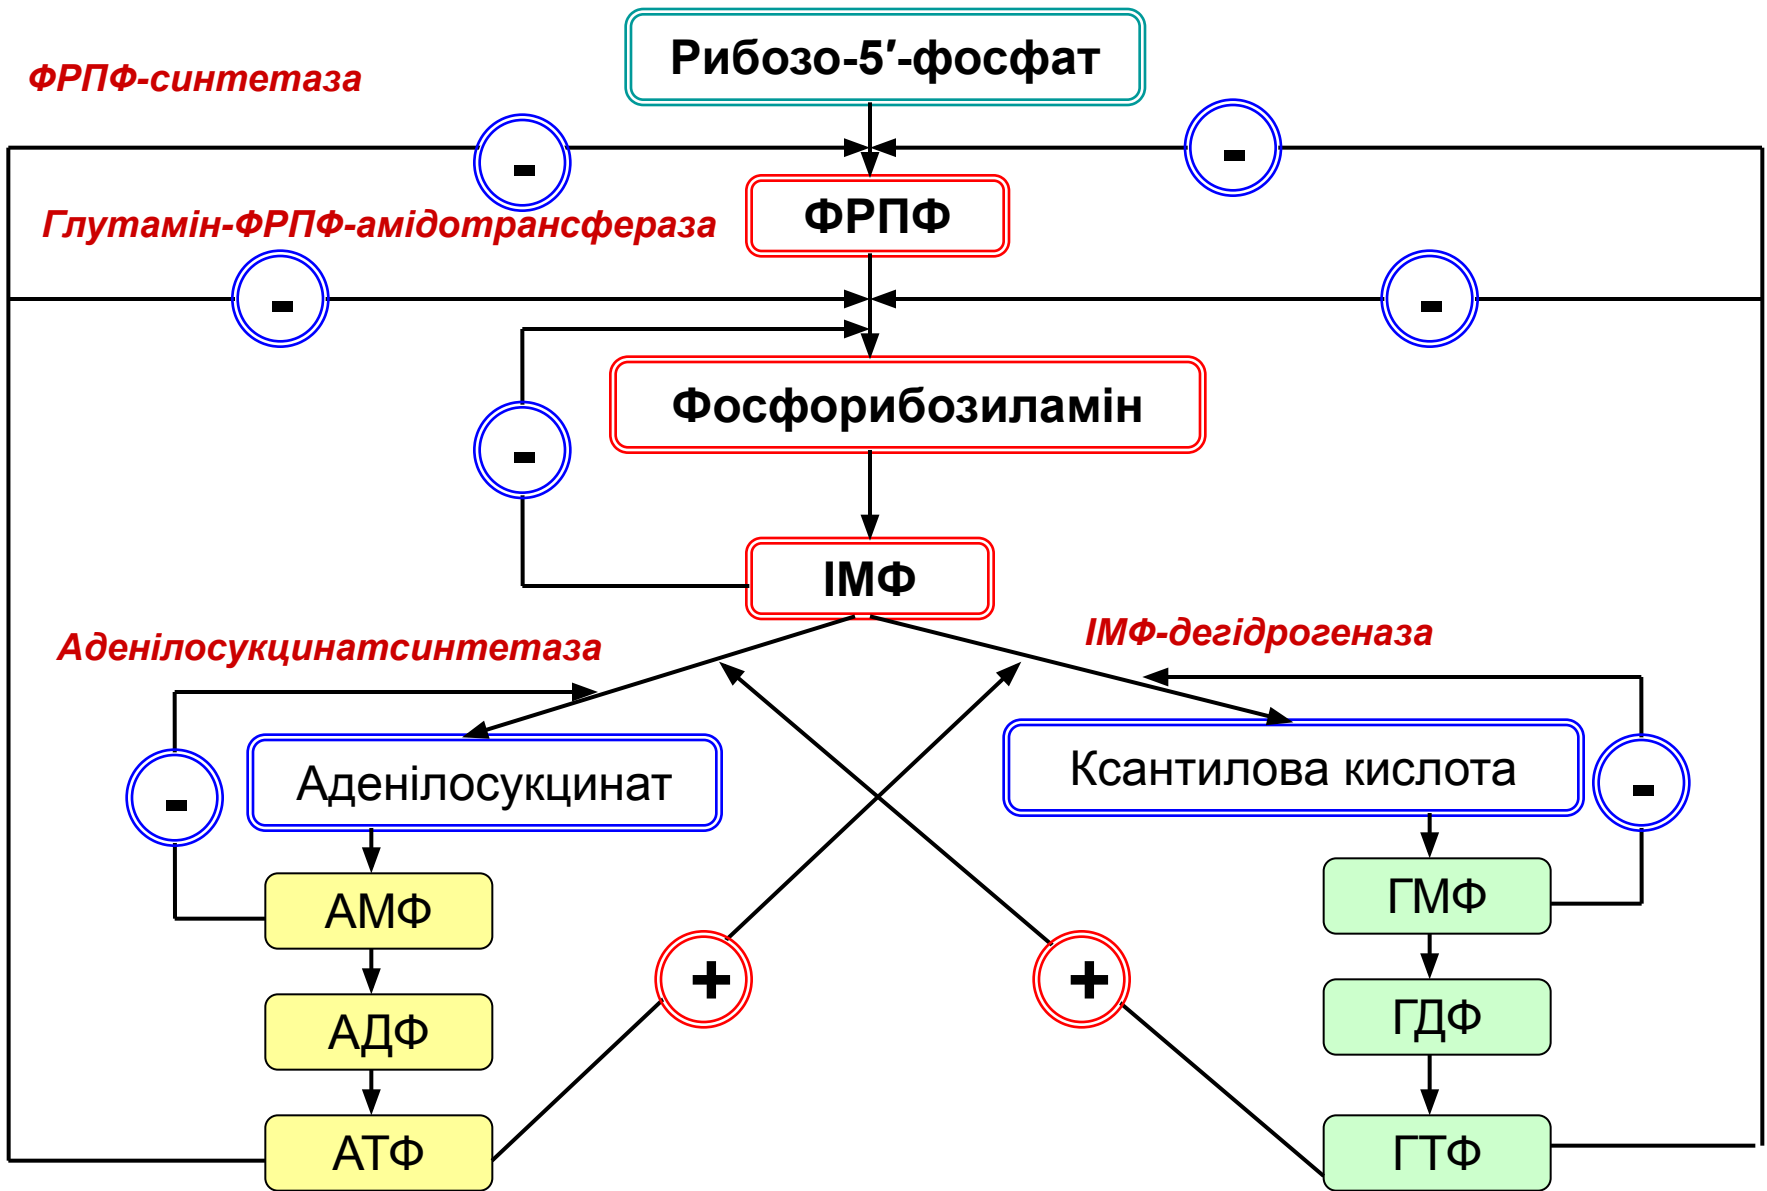 Рибозо-5′-фосфат
ФРПФ-синтетаза
-
-
ФРПФ
Глутамін-ФРПФ-амідотрансфераза
-
-
Фосфорибозиламін
-
ІМФ
Аденілосукцинатсинтетаза
ІМФ-дегідрогеназа
Аденілосукцинат
Ксантилова кислота
-
-
АМФ
ГМФ
+
+
АДФ
ГДФ
АТФ
ГТФ